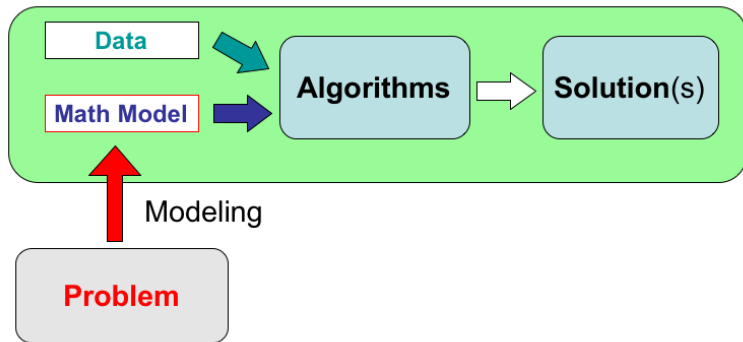 Data
Algorithms
Solution(s)
Math Model
Modeling
Problem